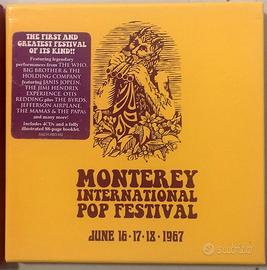 THE FIRST AND
GREATEST FESTIVAL
OF ITS KIND!!
Featuring legendary
performances from THE WHO,
BIG BROTHER & THE
HOLDING COMPANY
featuring JANIS JOPLIN,
THE JIMI HENDRIX
EXPERIENCE, OTIS
REDDING plus THE BYRDS,
JEFFERSON AIRPLANE,
THE MAMAS & THE PAPAS
and many more!
Includes 4CDs and a fully
illustrated 88-page booklet.
MONTEREY
INTERNATIONAL
POP FESTIVAL
JUNE 16·17·18·1967
subito.it